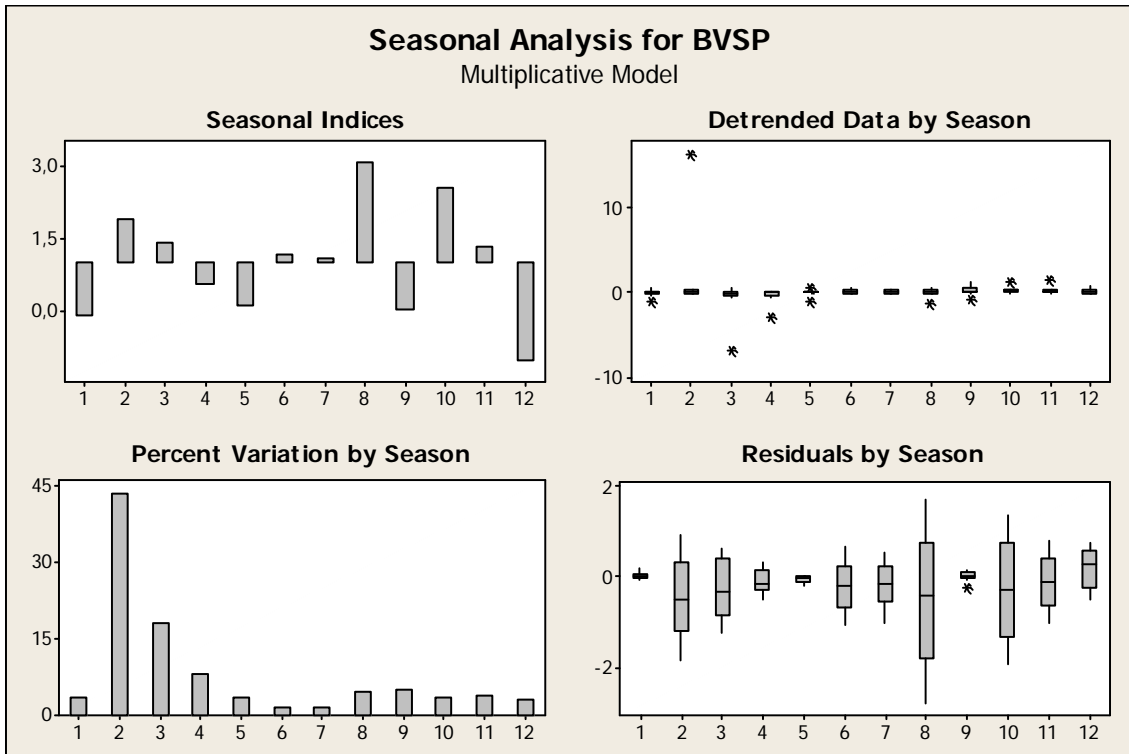 Seasonal Analysis for BVSP
Multiplicative Model
Seasonal Indices
3,0
1,5
0,0
1 2 3 4 5 6 7 8 9 10 11 12
Detrended Data by Season
10
0
-10
1 2 3 4 5 6 7 8 9 10 11 12
Percent Variation by Season
45
30
15
0
1 2 3 4 5 6 7 8 9 10 11 12
Residuals by Season
2
0
-2
1 2 3 4 5 6 7 8 9 10 11 12